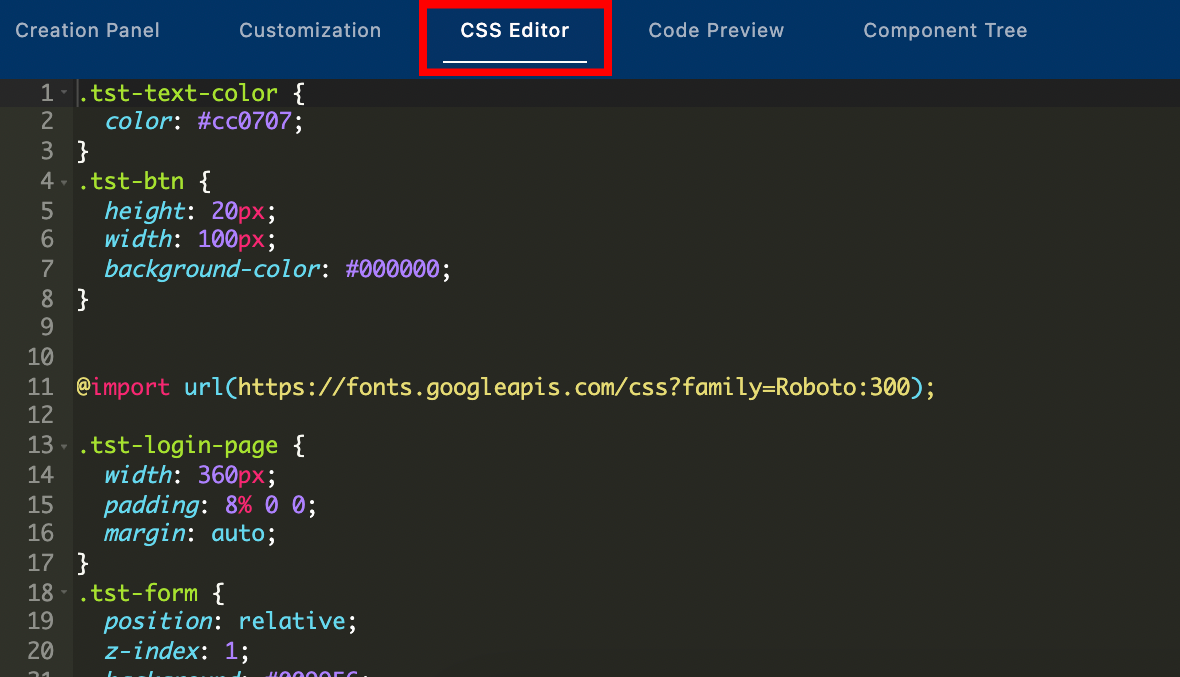 Creation Panel Customization CSS Editor Code Preview Component Tree
1 .tst-text-color {
2 color: #cc0707;
3 }
4 .tst-btn {
5 height: 20px;
6 width: 100px;
7 background-color: #000000;
8 }
9
10
11 @import url(https://fonts.googleapis.com/css?family=Roboto:300);
12
13 .tst-login-page {
14 width: 360px;
15 padding: 8% 0 0;
16 margin: auto;
17 }
18 .tst-form {
19 position: relative;
20 z-index: 1;